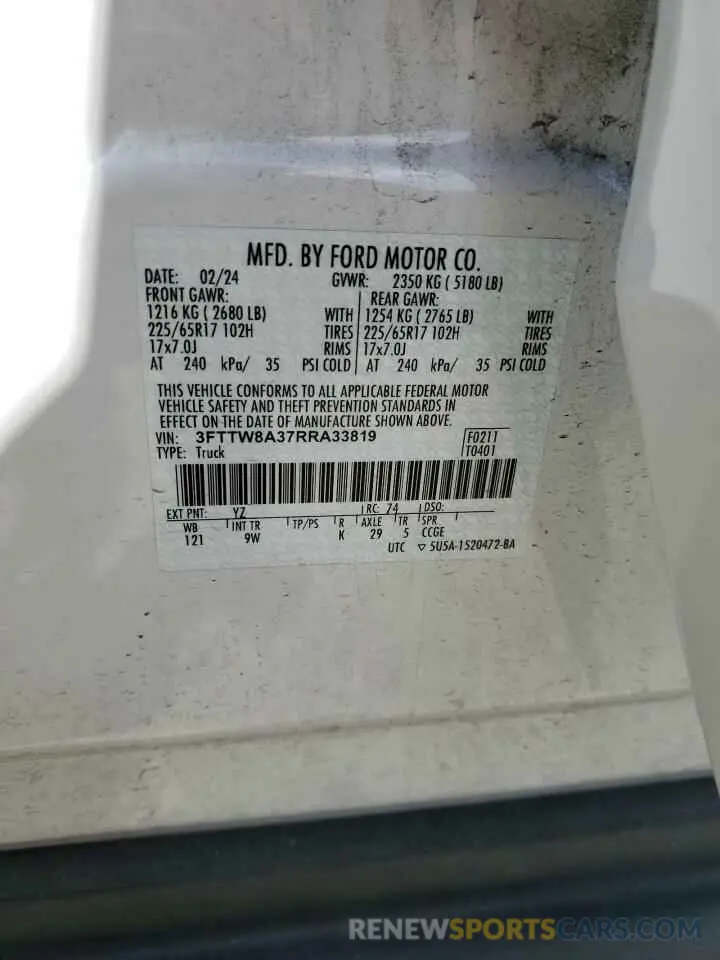 MFD. BY FORD MOTOR CO.
DATE: 02/24 GVWR: 2350 KG ( 5180 LB)
FRONT GAWR: REAR GAWR:
1216 KG ( 2680 LB) WITH 1254 KG ( 2765 LB) WITH
225/65R17 102H TIRES 225/65R17 102H TIRES
17x7.0J RIMS 17x7.0J RIMS
AT 240 kPa/ 35 PSI COLD AT 240 kPa/ 35 PSI COLD
THIS VEHICLE CONFORMS TO ALL APPLICABLE FEDERAL MOTOR
VEHICLE SAFETY AND THEFT PREVENTION STANDARDS IN
EFFECT ON THE DATE OF MANUFACTURE SHOWN ABOVE.
VIN: 3FTTW8A37RRA33819 F0211
TYPE: Truck T0401
EXT PNT: YZ RC: 74 DSO:
WB INT TR TP/PS R AXLE TR SPR
121 9W K 29 5 CCGE
UTC ▽ 5U5A-1520472-BA
RENEWSPORTSCARS.COM